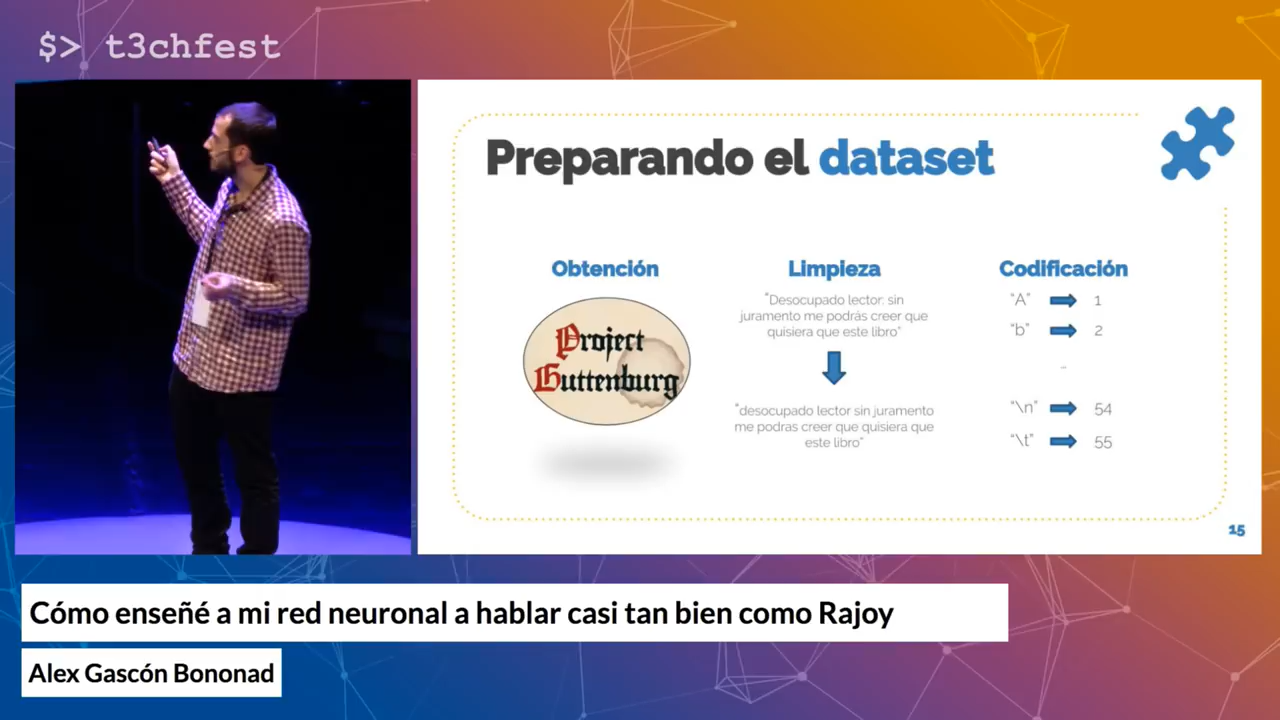 $> t3chfest
Preparando el dataset
Obtención
Project
Guttenburg
Limpieza
"Desocupado lector: sin
juramento me podrás creer que
quisiera que este libro"
"desocupado lector sin juramento
me podras creer que quisiera que
este libro"
Codificación
"A" 1
"b" 2
...
"\n" 54
"\t" 55
15
Cómo enseñé a mi red neuronal a hablar casi tan bien como Rajoy
Alex Gascón Bononad